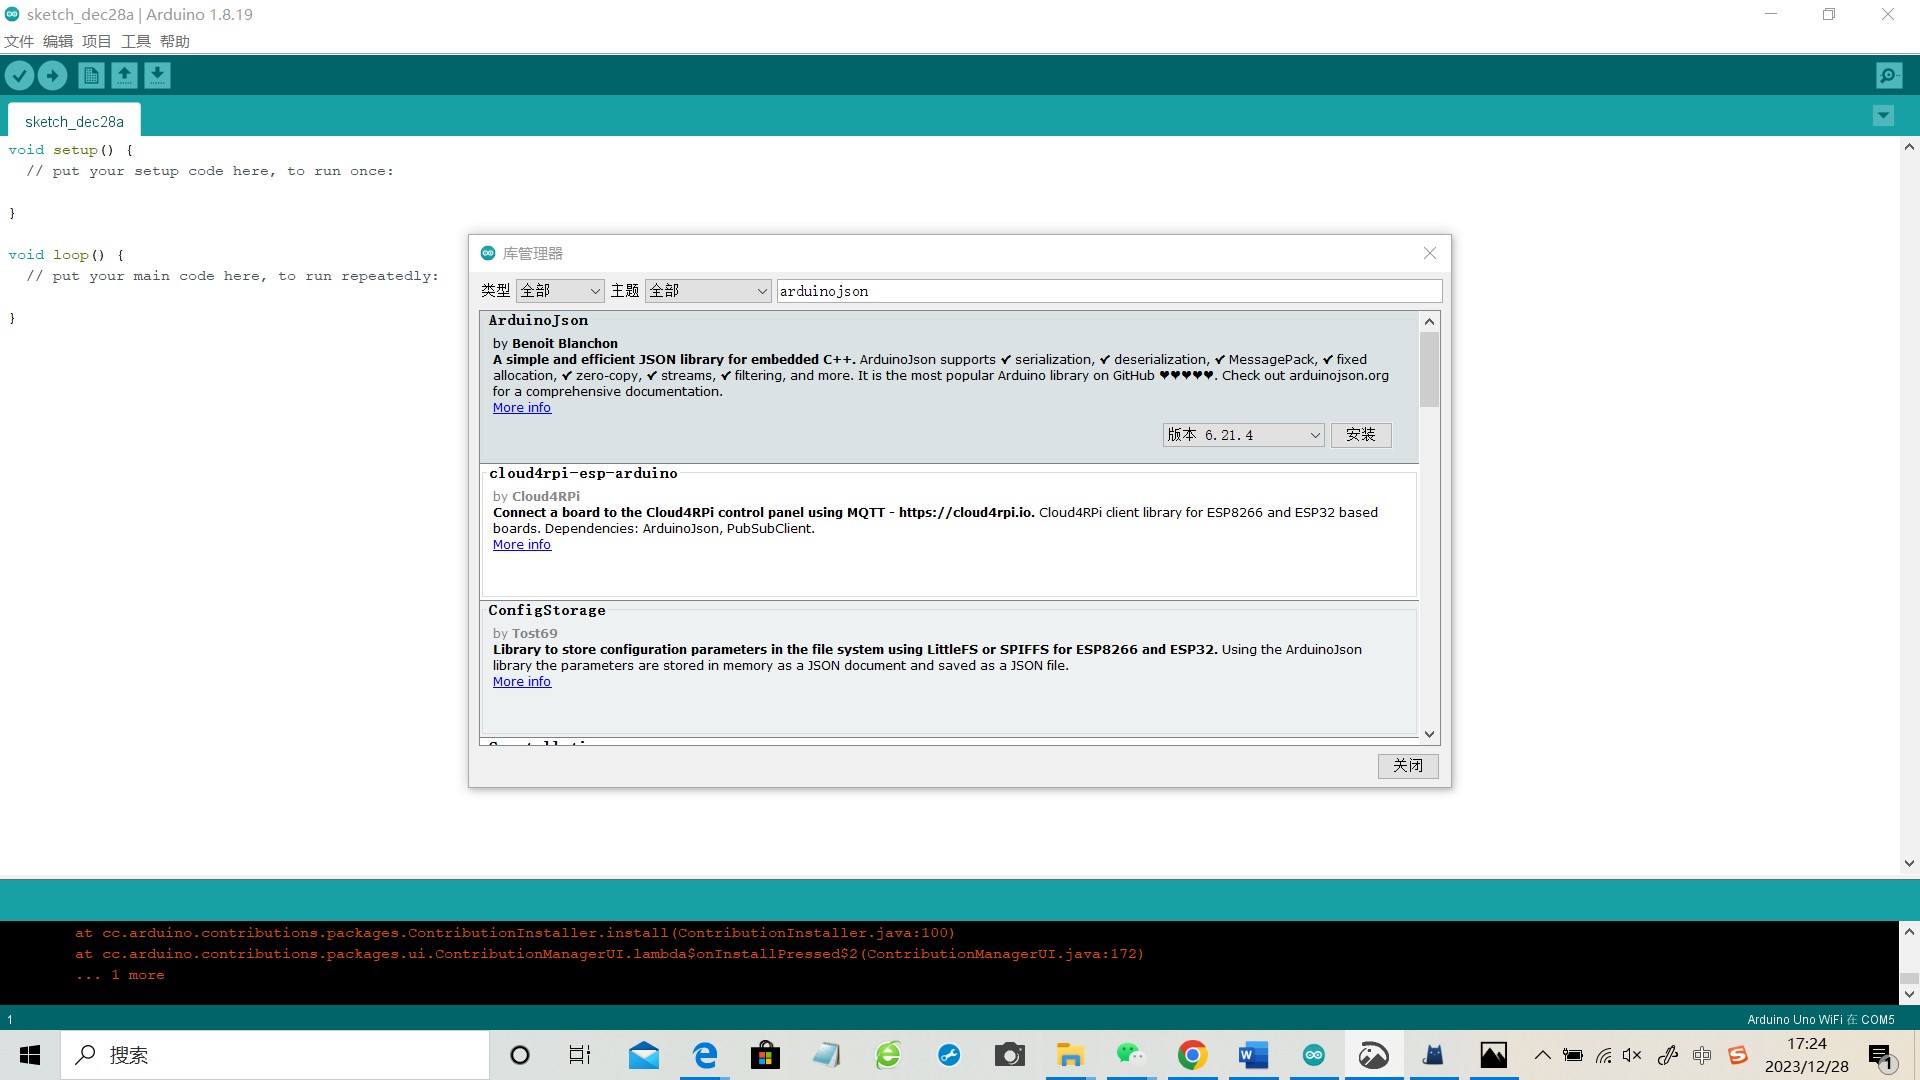 sketch_dec28a | Arduino 1.8.19
文件 编辑 项目 工具 帮助
sketch_dec28a
void setup() {
// put your setup code here, to run once:
}
void loop() {
// put your main code here, to run repeatedly:
}
库管理器
类型 全部 主题 全部 arduinojson
ArduinoJson
by Benoit Blanchon
A simple and efficient JSON library for embedded C++. ArduinoJson supports ✔ serialization, ✔ deserialization, ✔ MessagePack, ✔ fixed
allocation, ✔ zero-copy, ✔ streams, ✔ filtering, and more. It is the most popular Arduino library on GitHub ♥♥♥♥♥. Check out arduinojson.org
for a comprehensive documentation.
More info
版本 6.21.4 安装
cloud4rpi-esp-arduino
by Cloud4RPi
Connect a board to the Cloud4RPi control panel using MQTT - https://cloud4rpi.io. Cloud4RPi client library for ESP8266 and ESP32 based
boards. Dependencies: ArduinoJson, PubSubClient.
More info
ConfigStorage
by Tost69
Library to store configuration parameters in the file system using LittleFS or SPIFFS for ESP8266 and ESP32. Using the ArduinoJson
library the parameters are stored in memory as a JSON document and saved as a JSON file.
More info
关闭
at cc.arduino.contributions.packages.ContributionInstaller.install(ContributionInstaller.java:100)
at cc.arduino.contributions.packages.ui.ContributionManagerUI.lambda$onInstallPressed$2(ContributionManagerUI.java:172)
... 1 more
1
Arduino Uno WiFi 在 COM5
搜索
中
17:24
2023/12/28
1